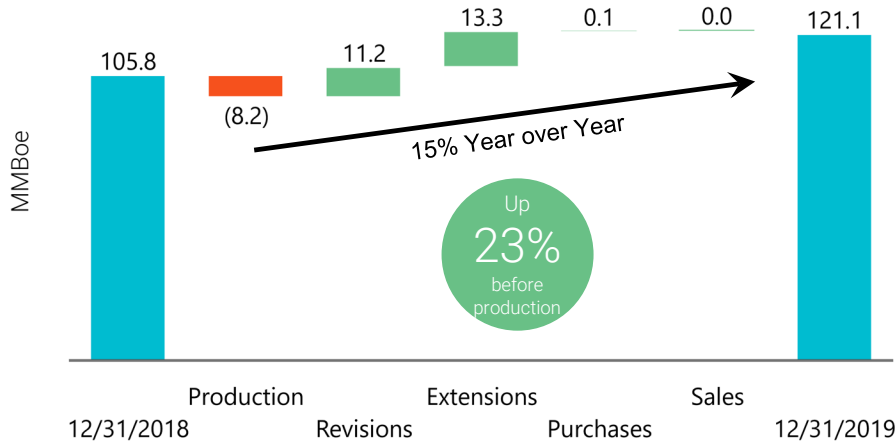 13.3
0.1
0.0
121.1
105.8
11.2
(8.2)
15% Year over Year
MMBoe
Up
23%
before
production
Production
Extensions
Sales
12/31/2018
Revisions
Purchases
12/31/2019